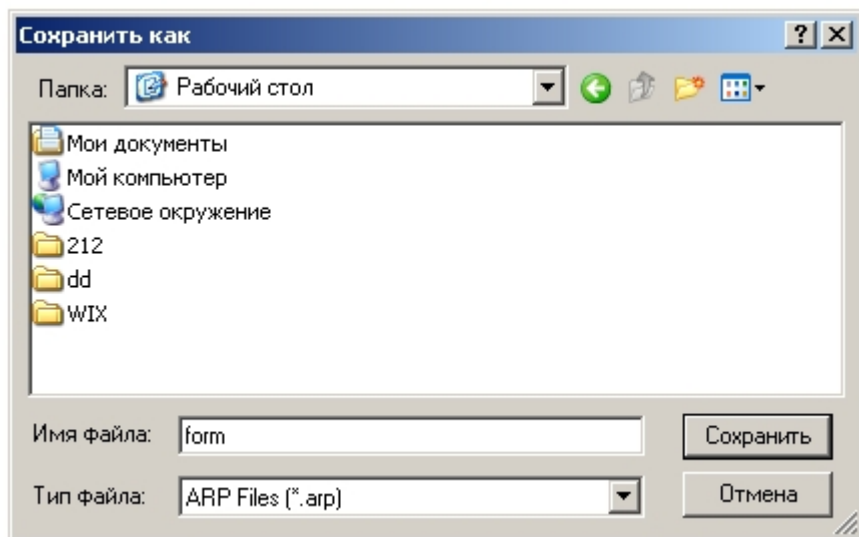 Сохранить как
Папка: Рабочий стол
Мои документы
Мой компьютер
Сетевое окружение
212
dd
WIX
Имя файла: form Сохранить
Тип файла: ARP Files (*.arp) Отмена